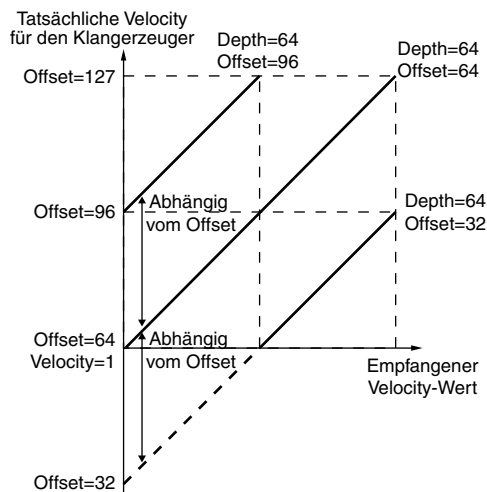 Tatsächliche Velocity
für den Klangerzeuger
Depth=64
Offset=96
Depth=64
Offset=64
Offset=127
Abhängig
vom Offset
Depth=64
Offset=32
Offset=96
Offset=64
Velocity=1
Abhängig
vom Offset
Empfangener
Velocity-Wert
Offset=32